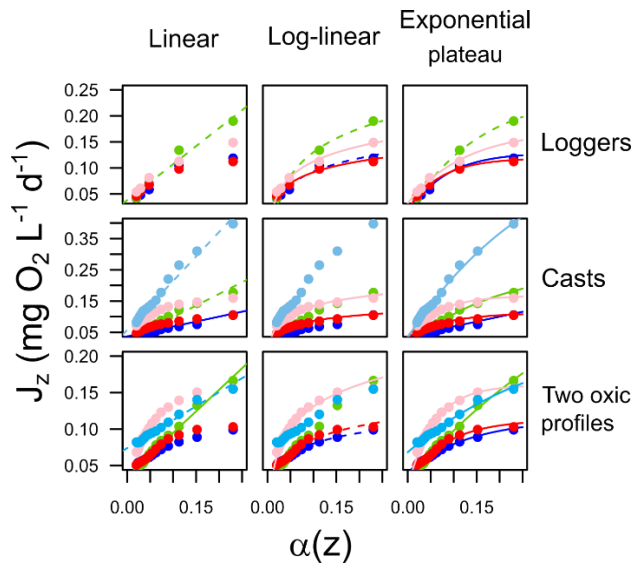 Linear
Log-linear
Exponential
plateau
0.25
0.20
0.15
0.10
0.05
Loggers
0.35
0.25
0.15
0.05
Casts
0.20
0.15
0.10
0.05
Two oxic
profiles
J_z (mg O₂ L⁻¹ d⁻¹)
0.00 0.15 0.00 0.15 0.00 0.15
α(z)